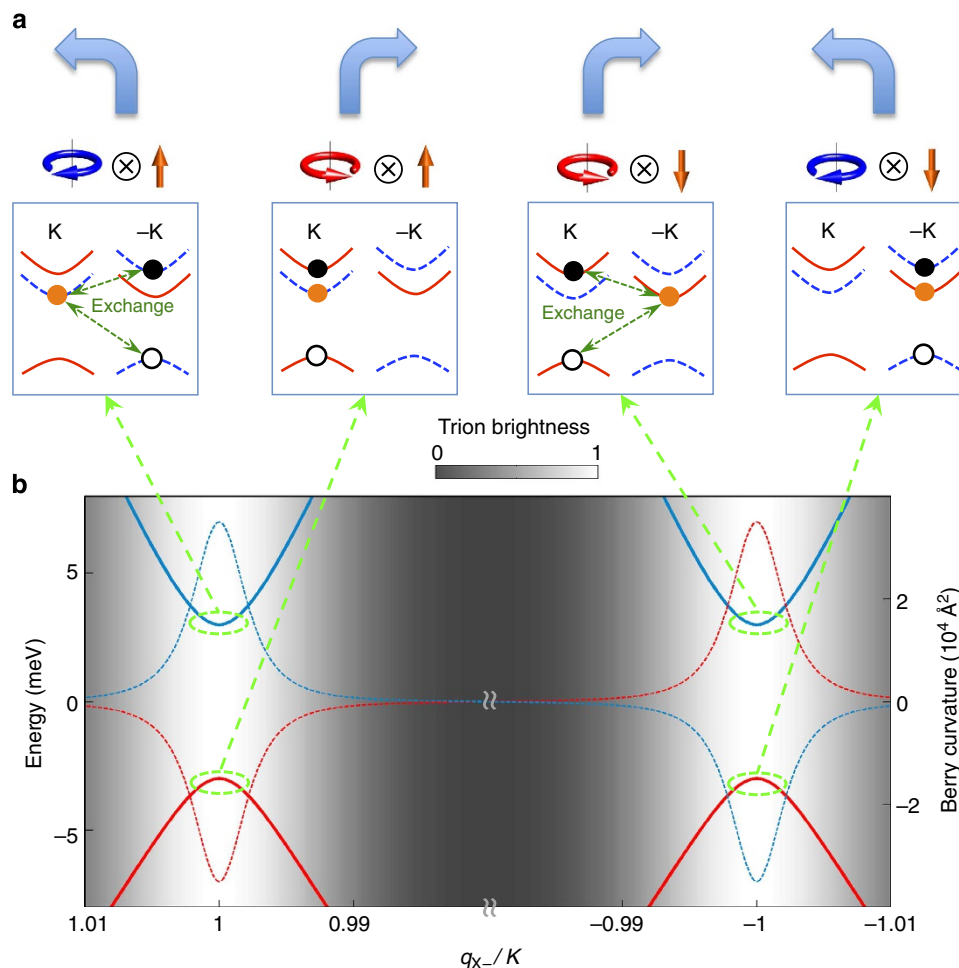 a
K –K K –K K –K K –K
Exchange Exchange
Trion brightness
0 1
b
5
0
–5
Energy (meV)
2
0
–2
Berry curvature (10⁴ Å²)
1.01 1 0.99 –0.99 –1 –1.01
qX–/K